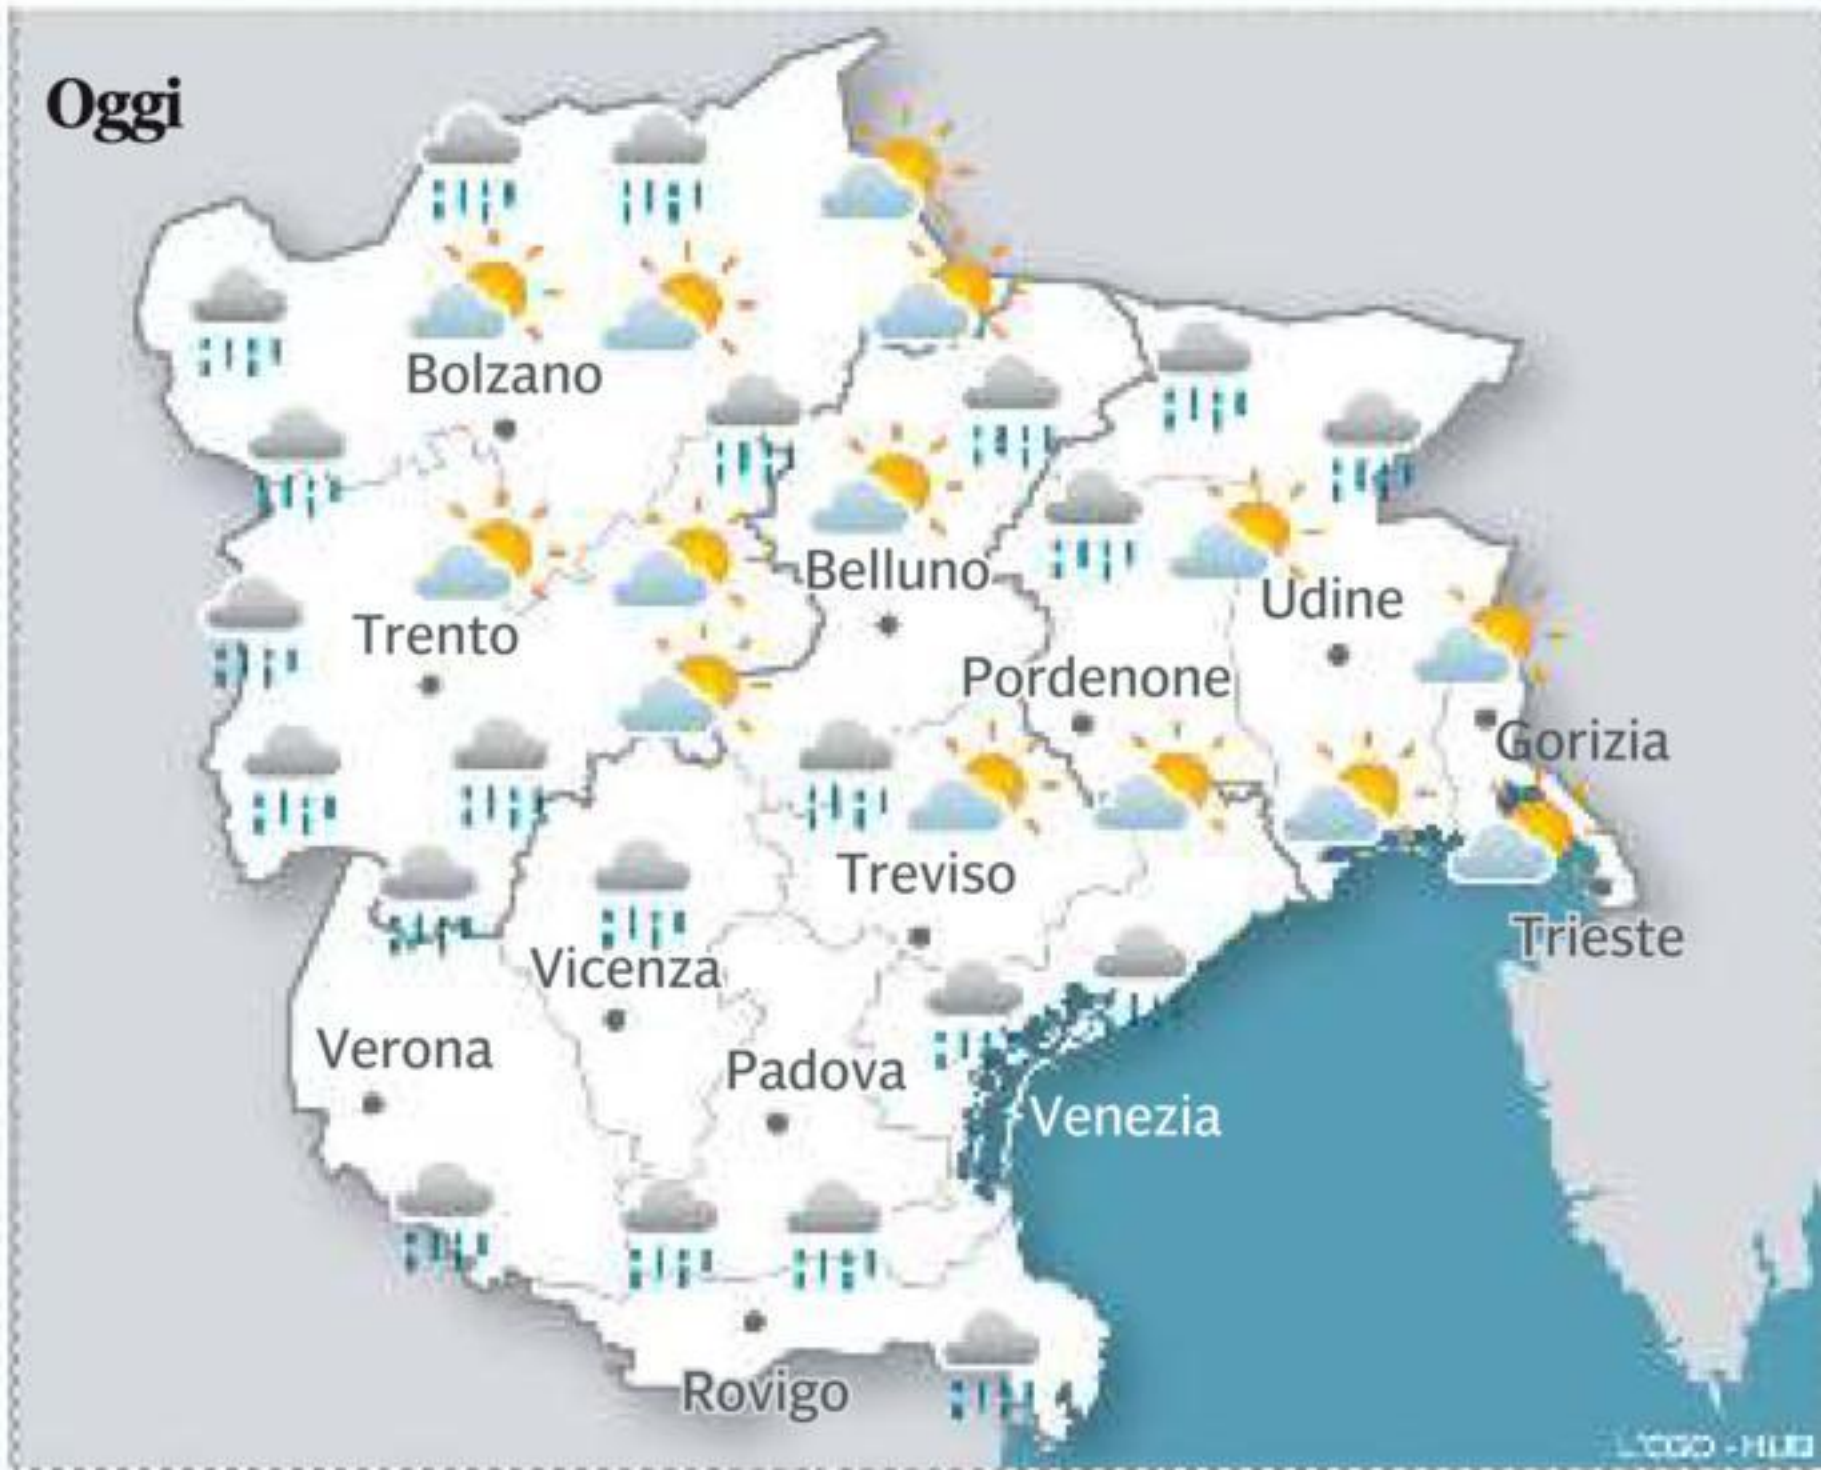 Oggi
Bolzano
Belluno
Udine
Trento
Pordenone
Gorizia
Treviso
Trieste
Vicenza
Verona
Padova
Venezia
Rovigo